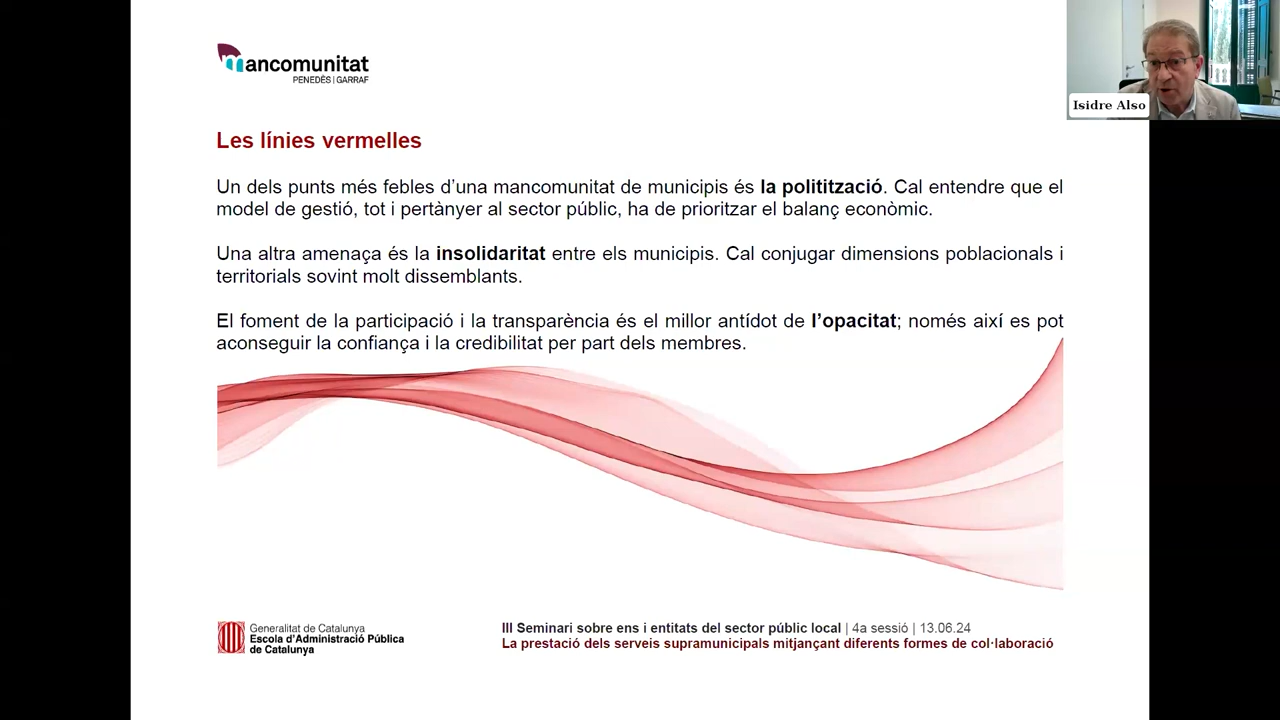 mancomunitat
PENEDÈS | GARRAF
Isidre Also
Les línies vermelles
Un dels punts més febles d’una mancomunitat de municipis és la politització. Cal entendre que el
model de gestió, tot i pertànyer al sector públic, ha de prioritzar el balanç econòmic.
Una altra amenaça és la insolidaritat entre els municipis. Cal conjugar dimensions poblacionals i
territorials sovint molt dissemblants.
El foment de la participació i la transparència és el millor antídot de l’opacitat; només així es pot
aconseguir la confiança i la credibilitat per part dels membres.
Generalitat de Catalunya
Escola d’Administració Pública
de Catalunya
III Seminari sobre ens i entitats del sector públic local | 4a sessió | 13.06.24
La prestació dels serveis supramunicipals mitjançant diferents formes de col·laboració